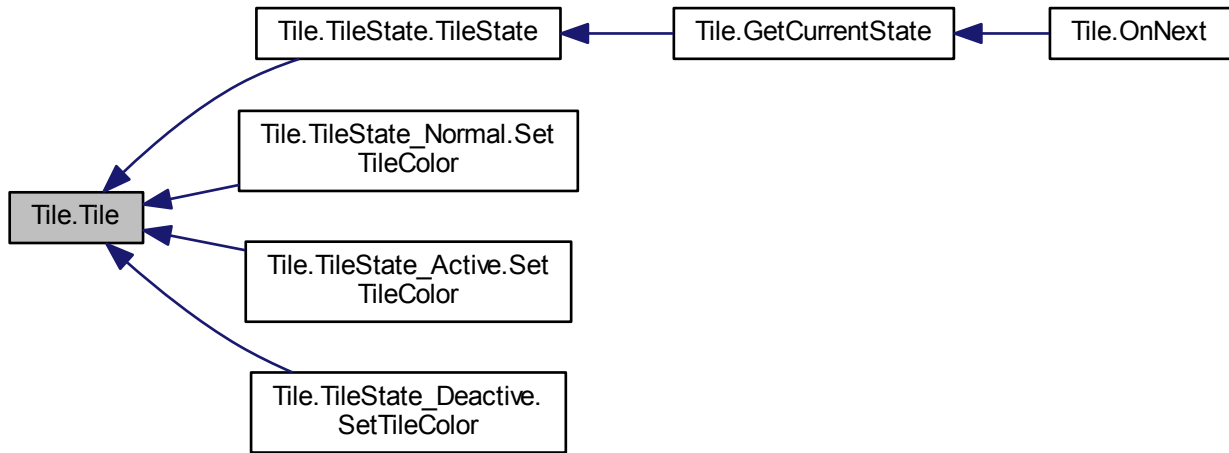 Tile.TileState.TileState
Tile.GetCurrentState
Tile.OnNext
Tile.TileState_Normal.Set
TileColor
Tile.Tile
Tile.TileState_Active.Set
TileColor
Tile.TileState_Deactive.
SetTileColor